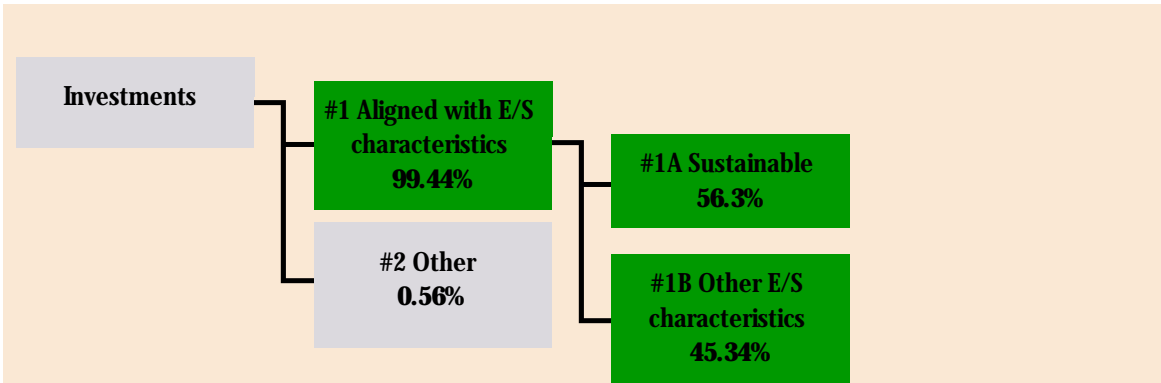 Investments
#1 Aligned with E/S
characteristics
99.44%
#2 Other
0.56%
#1A Sustainable
56.3%
#1B Other E/S
characteristics
45.34%